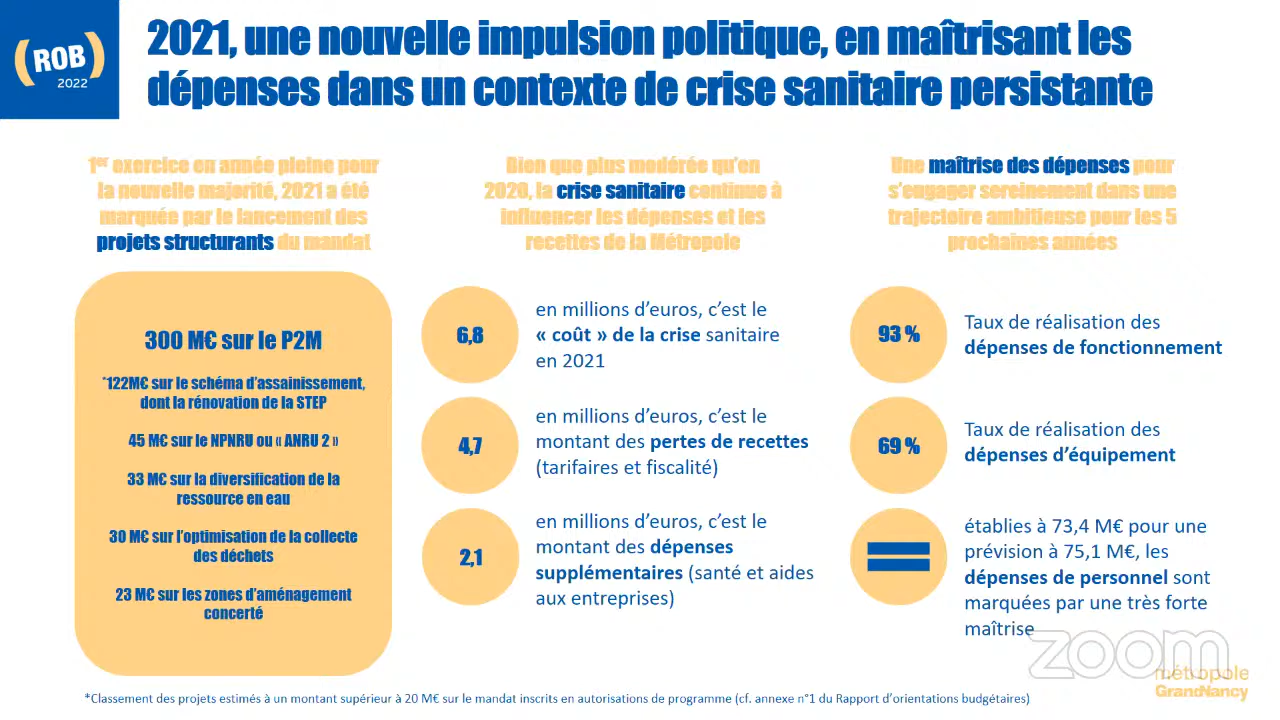 (ROB)
2022
2021, une nouvelle impulsion politique, en maîtrisant les
dépenses dans un contexte de crise sanitaire persistante
1er exercice en année pleine pour
la nouvelle majorité, 2021 a été
marquée par le lancement des
projets structurants du mandat
300 M€ sur le P2M
*122M€ sur le schéma d'assainissement,
dont la rénovation de la STEP
45 M€ sur le NPNRU ou « ANRU 2 »
33 M€ sur la diversification de la
ressource en eau
30 M€ sur l'optimisation de la collecte
des déchets
23 M€ sur les zones d'aménagement
concerté
Bien que plus modérée qu'en
2020, la crise sanitaire continue à
influencer les dépenses et les
recettes de la Métropole
6,8
en millions d'euros, c'est le
« coût » de la crise sanitaire
en 2021
4,7
en millions d'euros, c'est le
montant des pertes de recettes
(tarifaires et fiscalité)
2,1
en millions d'euros, c'est le
montant des dépenses
supplémentaires (santé et aides
aux entreprises)
Une maîtrise des dépenses pour
s'engager sereinement dans une
trajectoire ambitieuse pour les 5
prochaines années
93 %
Taux de réalisation des
dépenses de fonctionnement
69 %
Taux de réalisation des
dépenses d'équipement
établies à 73,4 M€ pour une
prévision à 75,1 M€, les
dépenses de personnel sont
marquées par une très forte
maîtrise
zoom
métropole
GrandNancy
*Classement des projets estimés à un montant supérieur à 20 M€ sur le mandat inscrits en autorisations de programme (cf. annexe n°1 du Rapport d'orientations budgétaires)